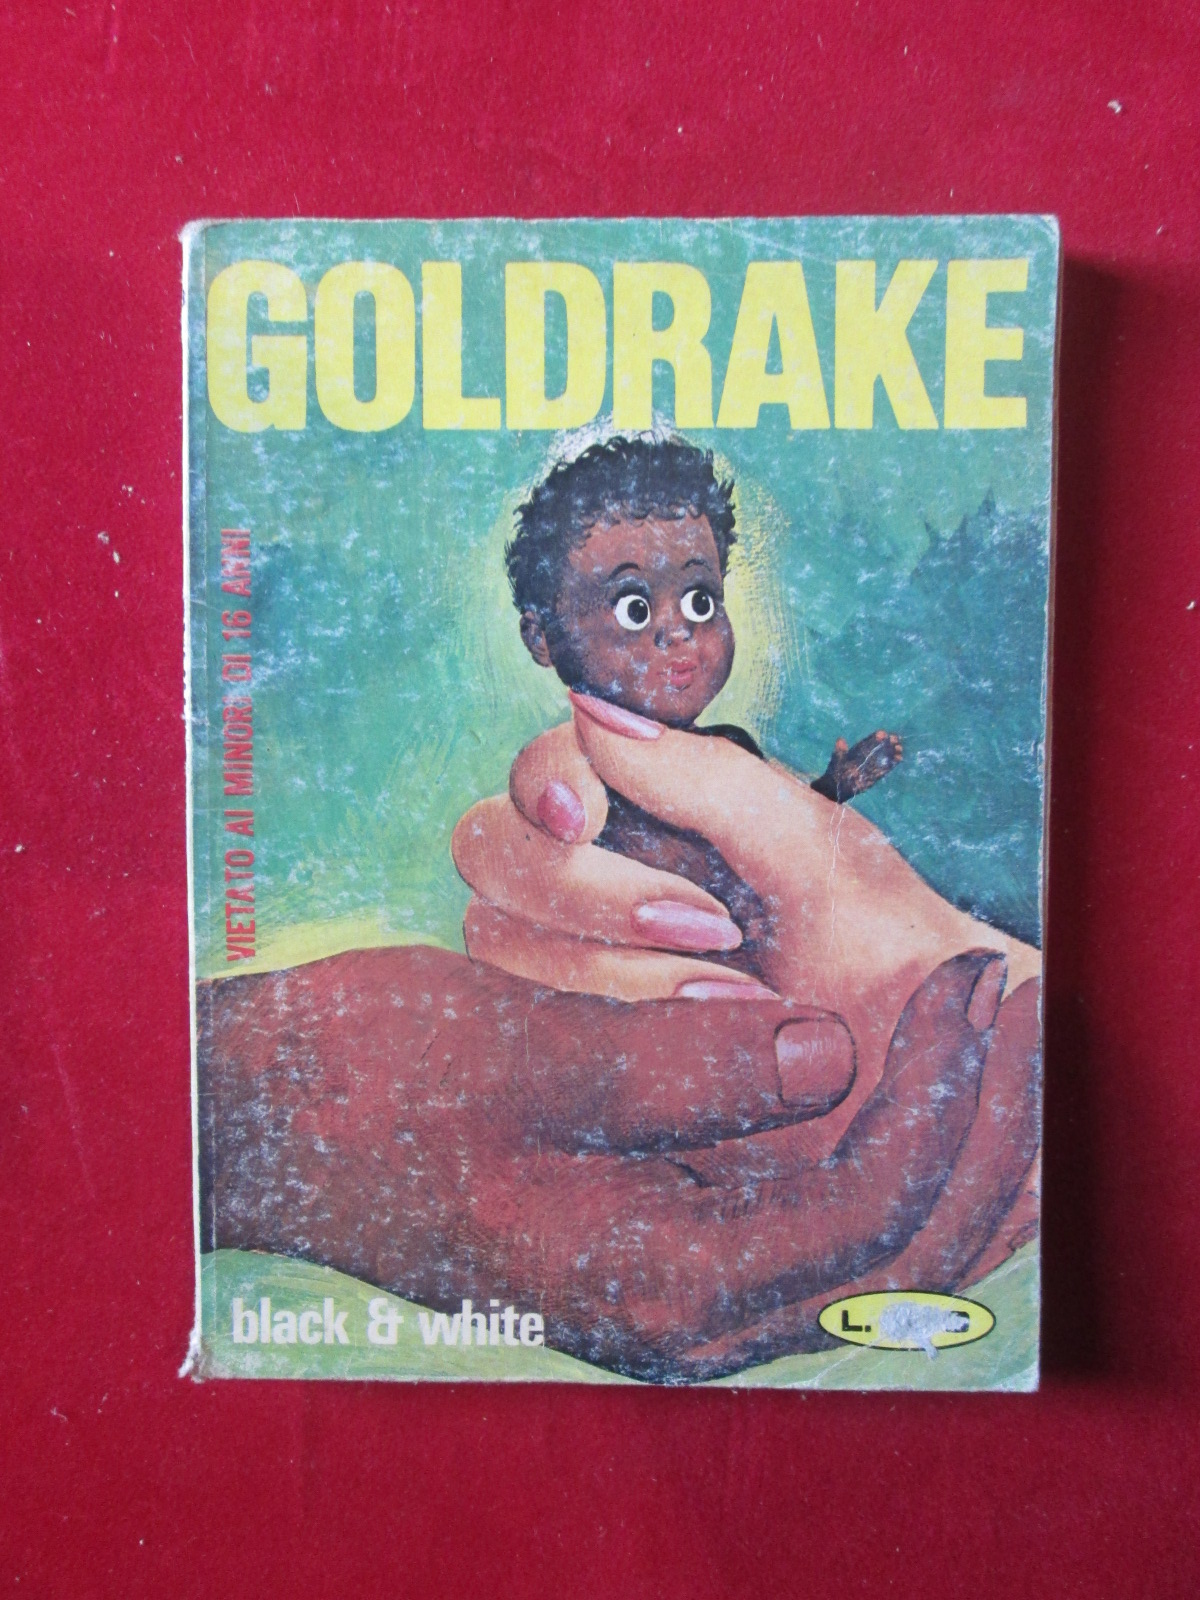 GOLDRAKE
VIETATO AI MINORI DI 16 ANNI
black & white
L.